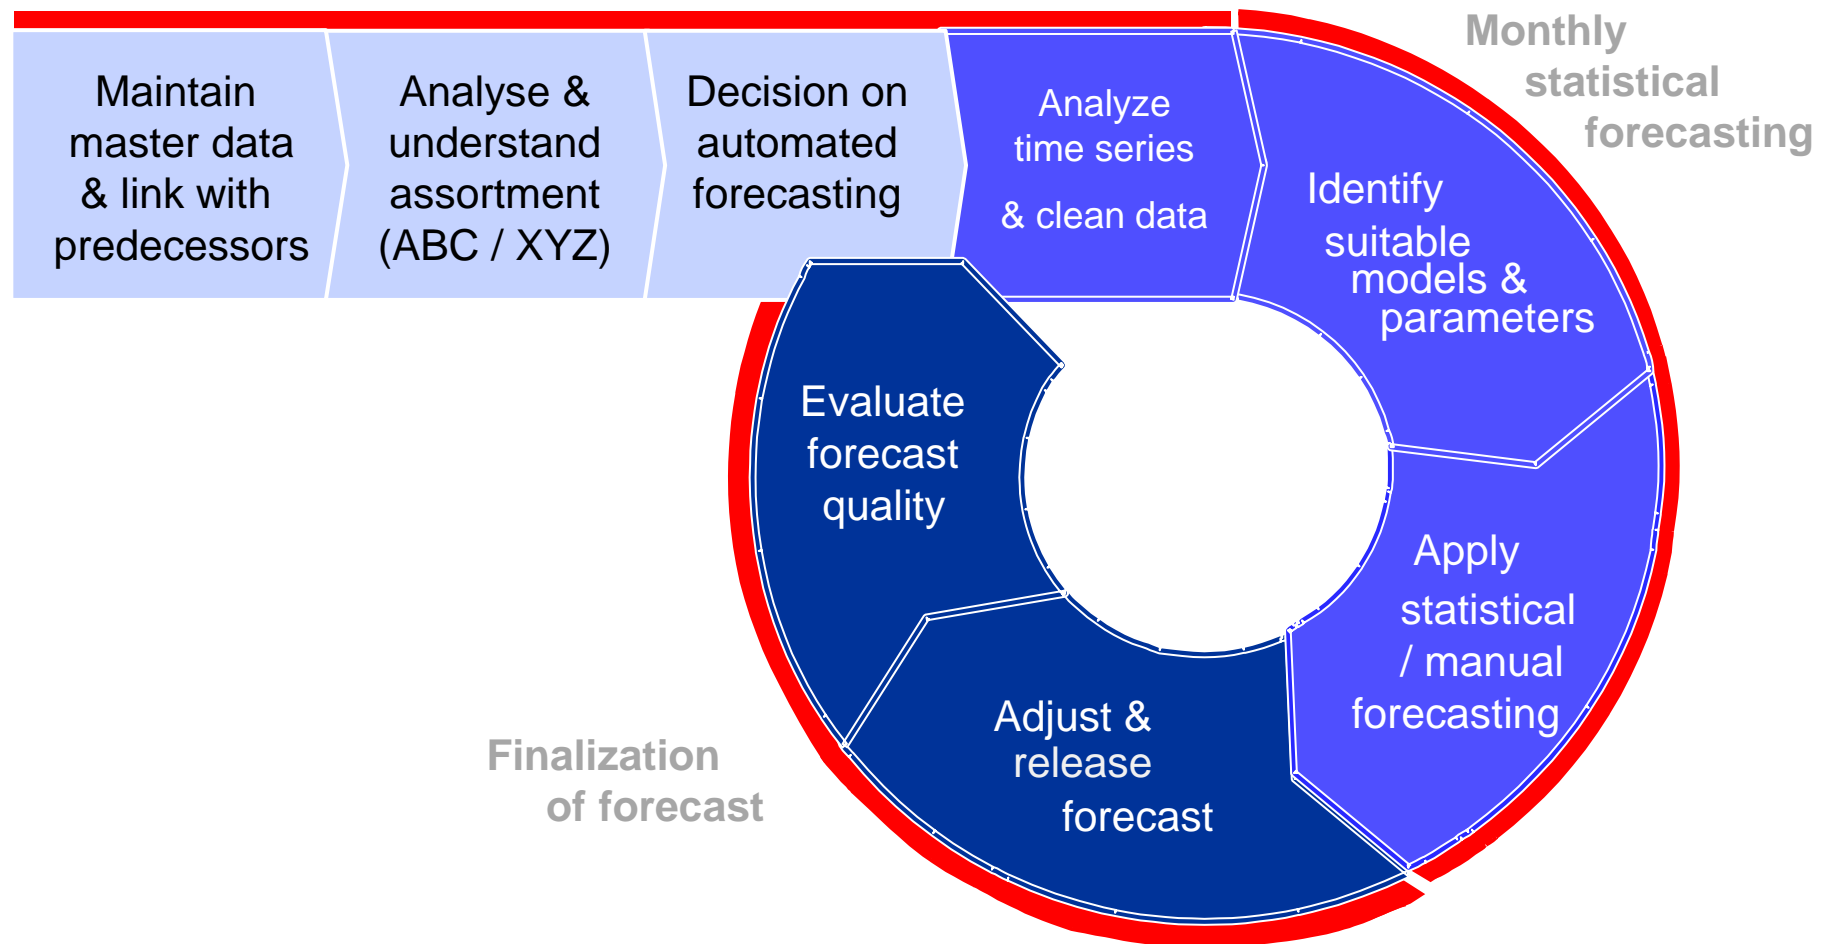 Maintain
master data
& link with
predecessors
Analyse &
understand
assortment
(ABC / XYZ)
Decision on
automated
forecasting
Analyze
time series
& clean data
Monthly
statistical
forecasting
Identify
suitable
models &
parameters
Apply
statistical
/ manual
forecasting
Adjust &
release
forecast
Evaluate
forecast
quality
Finalization
of forecast